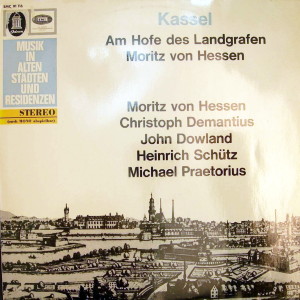 Kassel
Am Hofe des Landgrafen
Moritz von Hessen
MUSIK
IN
ALTEN
STÄDTEN
UND
RESIDENZEN
STEREO
Moritz von Hessen
Christoph Demantius
John Dowland
Heinrich Schütz
Michael Praetorius